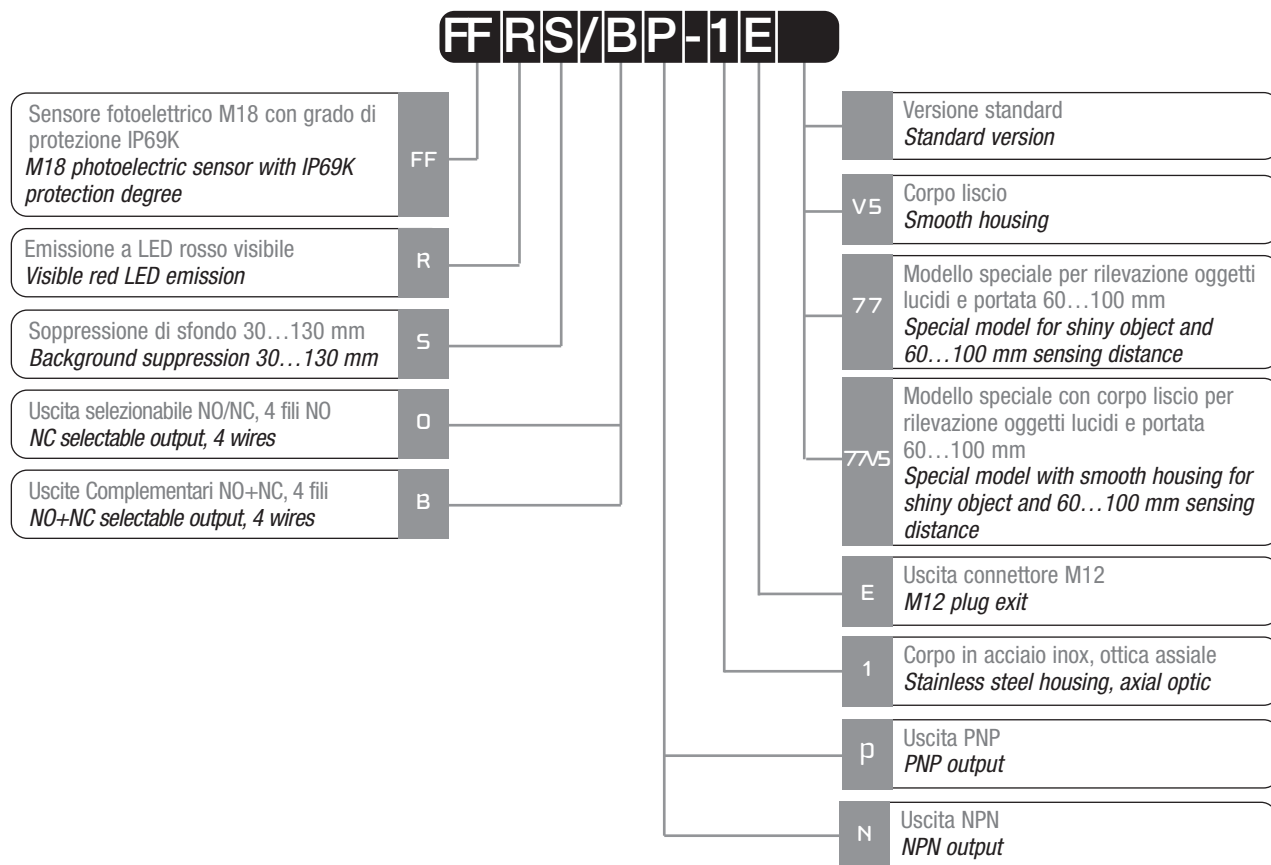 FFRS/BP-1E
Sensore fotoelettrico M18 con grado di
protezione IP69K
M18 photoelectric sensor with IP69K
protection degree
FF
Emissione a LED rosso visibile
Visible red LED emission
R
Soppressione di sfondo 30…130 mm
Background suppression 30…130 mm
S
Uscita selezionabile NO/NC, 4 fili NO
NC selectable output, 4 wires
0
Uscite Complementari NO+NC, 4 fili
NO+NC selectable output, 4 wires
B
Versione standard
Standard version
V5
Corpo liscio
Smooth housing
77
Modello speciale per rilevazione oggetti
lucidi e portata 60…100 mm
Special model for shiny object and
60…100 mm sensing distance
77V5
Modello speciale con corpo liscio per
rilevazione oggetti lucidi e portata
60…100 mm
Special model with smooth housing for
shiny object and 60…100 mm sensing
distance
E
Uscita connettore M12
M12 plug exit
1
Corpo in acciaio inox, ottica assiale
Stainless steel housing, axial optic
P
Uscita PNP
PNP output
N
Uscita NPN
NPN output